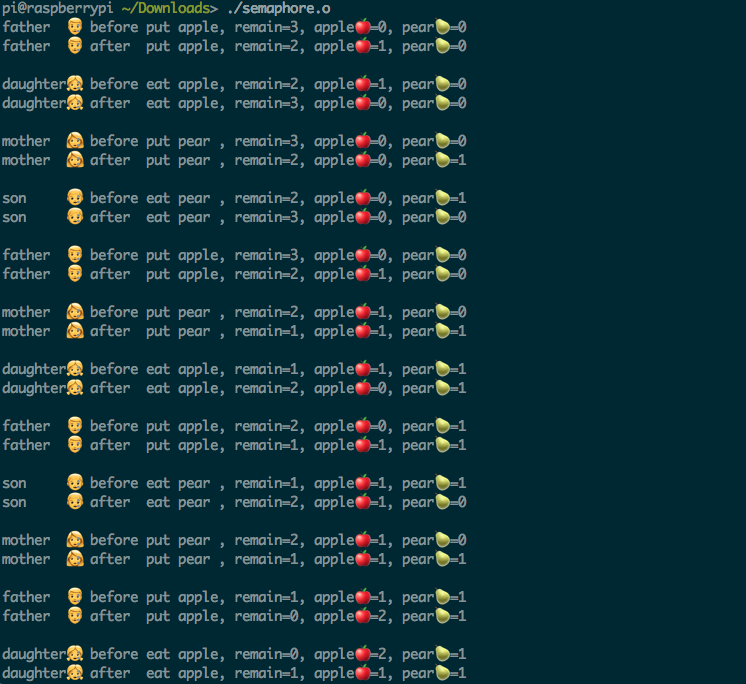 pi@raspberrypi ~/Downloads> ./semaphore.o
father 👨 before put apple, remain=3, apple🍎=0, pear🍐=0
father 👨 after  put apple, remain=2, apple🍎=1, pear🍐=0
daughter👧 before eat apple, remain=2, apple🍎=1, pear🍐=0
daughter👧 after  eat apple, remain=3, apple🍎=0, pear🍐=0
mother 👩 before put pear , remain=3, apple🍎=0, pear🍐=0
mother 👩 after  put pear , remain=2, apple🍎=0, pear🍐=1
son 👦 before eat pear , remain=2, apple🍎=0, pear🍐=1
son 👦 after  eat pear , remain=3, apple🍎=0, pear🍐=0
father 👨 before put apple, remain=3, apple🍎=0, pear🍐=0
father 👨 after  put apple, remain=2, apple🍎=1, pear🍐=0
mother 👩 before put pear , remain=2, apple🍎=1, pear🍐=0
mother 👩 after  put pear , remain=1, apple🍎=1, pear🍐=1
daughter👧 before eat apple, remain=1, apple🍎=1, pear🍐=1
daughter👧 after  eat apple, remain=2, apple🍎=0, pear🍐=1
father 👨 before put apple, remain=2, apple🍎=0, pear🍐=1
father 👨 after  put apple, remain=1, apple🍎=1, pear🍐=1
son 👦 before eat pear , remain=1, apple🍎=1, pear🍐=1
son 👦 after  eat pear , remain=2, apple🍎=1, pear🍐=0
mother 👩 before put pear , remain=2, apple🍎=1, pear🍐=0
mother 👩 after  put pear , remain=1, apple🍎=1, pear🍐=1
father 👨 before put apple, remain=1, apple🍎=1, pear🍐=1
father 👨 after  put apple, remain=0, apple🍎=2, pear🍐=1
daughter👧 before eat apple, remain=0, apple🍎=2, pear🍐=1
daughter👧 after  eat apple, remain=1, apple🍎=1, pear🍐=1